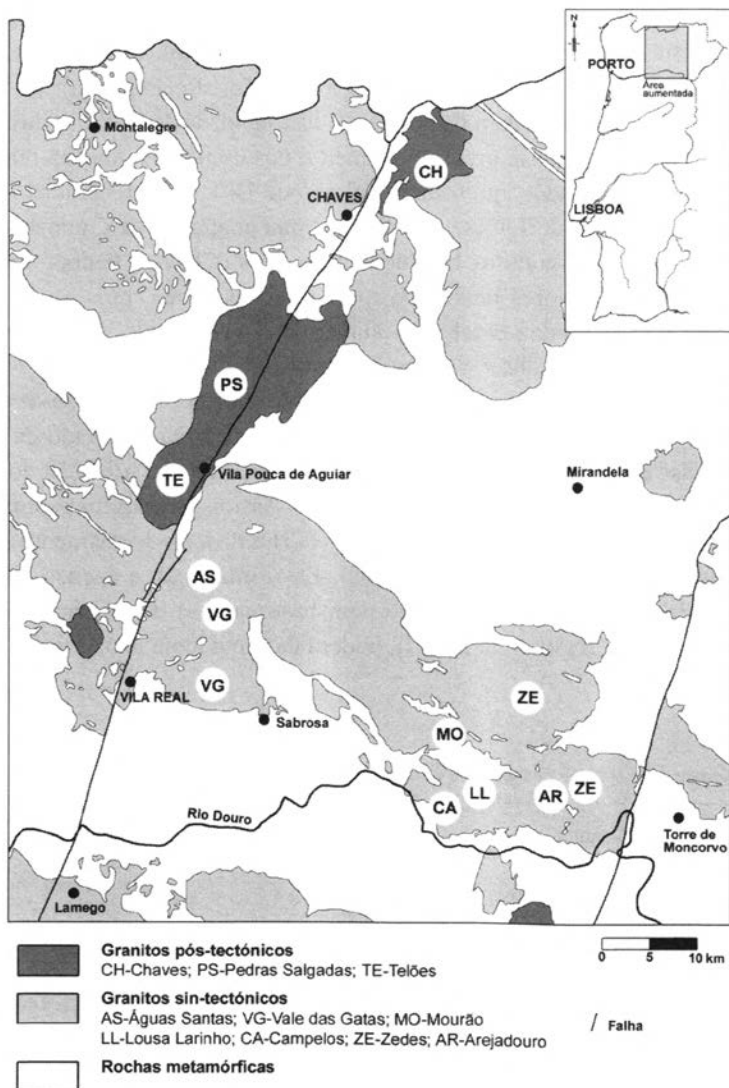 N
PORTO
Área
aumentada
LISBOA
Montalegre
CH
CHAVES
PS
TE
Vila Pouca de Aguiar
Mirandela
AS
VG
VG
VILA REAL
ZE
Sabrosa
MO
LL
AR
ZE
CA
Rio Douro
Torre de
Moncorvo
Lamego
Granitos pós-tectónicos
CH-Chaves; PS-Pedras Salgadas; TE-Telões
0 5 10 km
Granitos sin-tectónicos
AS-Águas Santas; VG-Vale das Gatas; MO-Mourão
LL-Lousa Larinho; CA-Campelos; ZE-Zedes; AR-Arejadouro
Falha
Rochas metamórficas